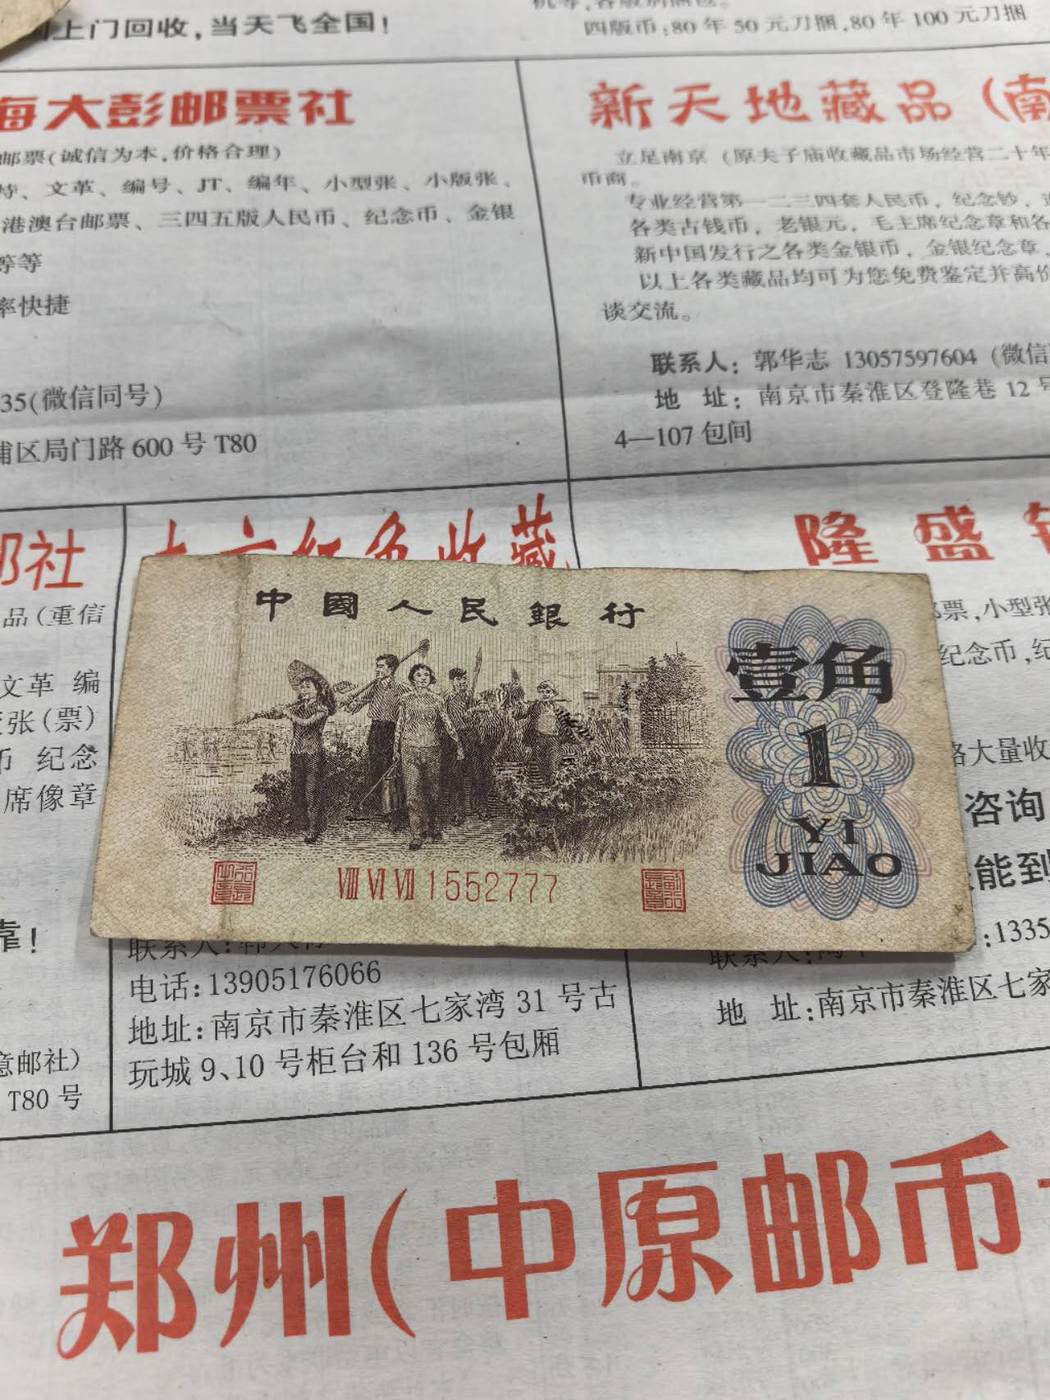 上门回收,当天飞全国!
四版币:80年50元刀捆,80年100元刀捆
海大彭邮票社
邮票(诚信为本,价格合理)
特、文革、编号、JT、编年、小型张、小版张、
港澳台邮票、三四五版人民币、纪念币、金银
等等
率快捷
35(微信同号)
浦区局门路600号T80
新天地藏品(南
立足南京(原夫子庙收藏品市场经营二十年
币商。
专业经营第一二三四套人民币,纪念钞,
各类古钱币,老银元,毛主席纪念章和各
新中国发行之各类金银币,金银纪念章、
以上各类藏品均可为您免费鉴定并高价
谈交流。
联系人:郭华志 13057597604(微信
地 址:南京市秦淮区登隆巷12号
4—107包间
邮社
品(重信
文革 编
张(票)
币 纪念
席像章
靠!
意邮社)
T80号
红色收藏
中國人民銀行
壹角
1
YI
JIAO
Ⅷ Ⅵ Ⅶ 1552777
电话:13905176066
地址:南京市秦淮区七家湾31号古
玩城9、10号柜台和136号包厢
隆盛
邮票,小型张
纪念币,纪
格大量收
咨询
能到
:1335
地 址:南京市秦淮区七家
郑州(中原邮币